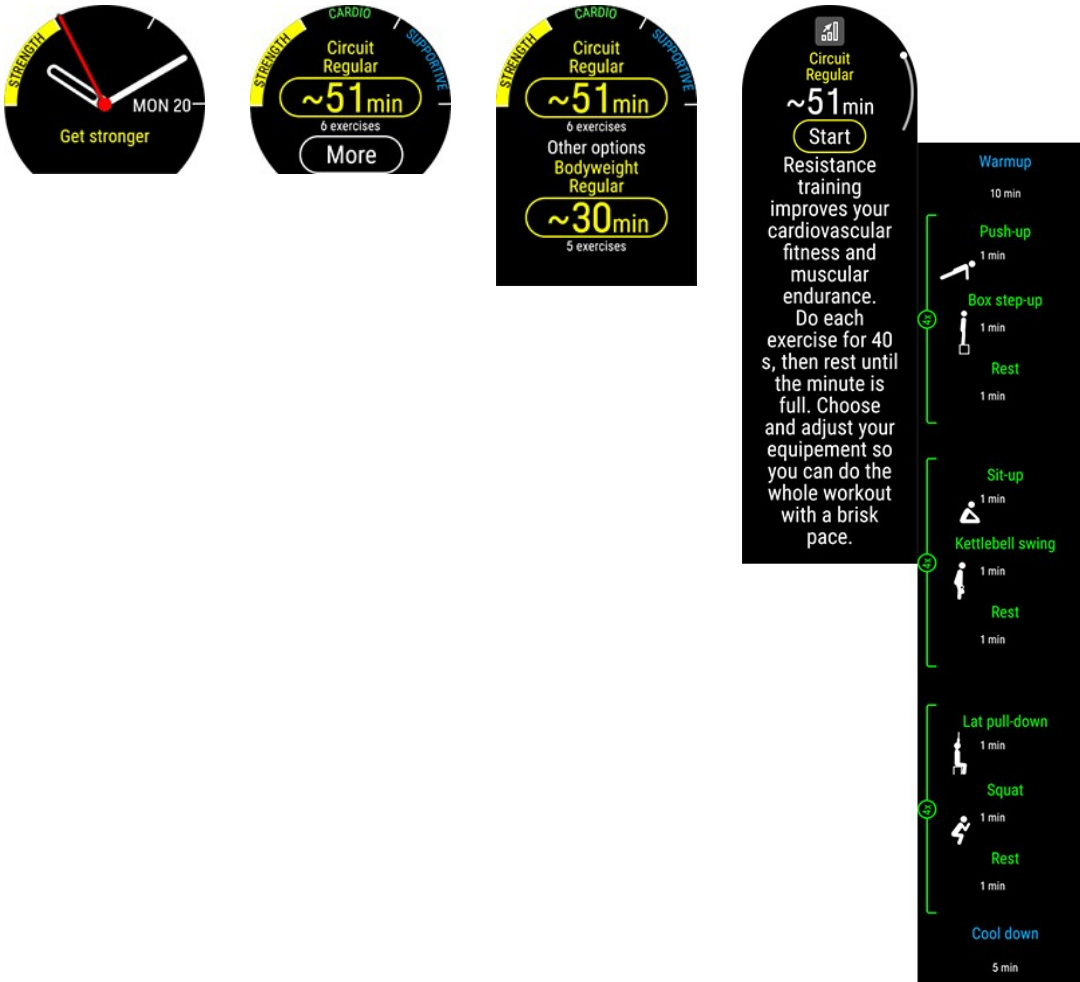 STRENGTH
MON 20
Get stronger
CARDIO
STRENGTH
SUPPORTIVE
Circuit
Regular
~51min
6 exercises
More
CARDIO
STRENGTH
SUPPORTIVE
Circuit
Regular
~51min
6 exercises
Other options
Bodyweight
Regular
~30min
5 exercises
Circuit
Regular
~51min
Start
Resistance
training
improves your
cardiovascular
fitness and
muscular
endurance.
Do each
exercise for 40
s, then rest until
the minute is
full. Choose
and adjust your
equipement so
you can do the
whole workout
with a brisk
pace.
Warmup
10 min
Push-up
1 min
Box step-up
4x
1 min
Rest
1 min
Sit-up
1 min
Kettlebell swing
4x
1 min
Rest
1 min
Lat pull-down
1 min
Squat
4x
1 min
Rest
1 min
Cool down
5 min